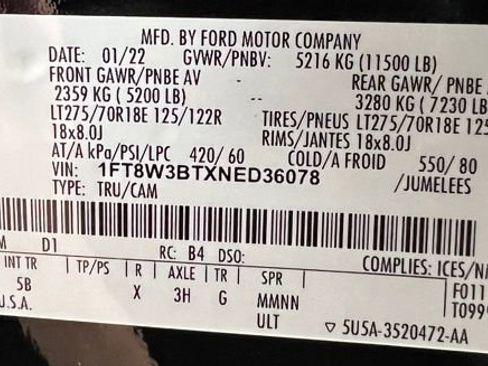 MFD. BY FORD MOTOR COMPANY
DATE: 01/22 GVWR/PNBV: 5216 KG (11500 LB)
FRONT GAWR/PNBE AV REAR GAWR/ PNBE
2359 KG ( 5200 LB) 3280 KG ( 7230 LB
LT275/70R18E 125/122R TIRES/PNEUS LT275/70R18E 125
18x8.0J RIMS/JANTES 18x8.0J
AT/A kPa/PSI/LPC 420/ 60 COLD/A FROID 550/ 80
VIN: 1FT8W3BTXNED36078
TYPE: TRU/CAM
D1 RC: B4 DSO: COMPLIES: ICES/N
INT TR TP/PS R AXLE TR SPR F011
5B X 3H G MMNN T099
U.S.A. ULT ▽ 5U5A-3520472-AA